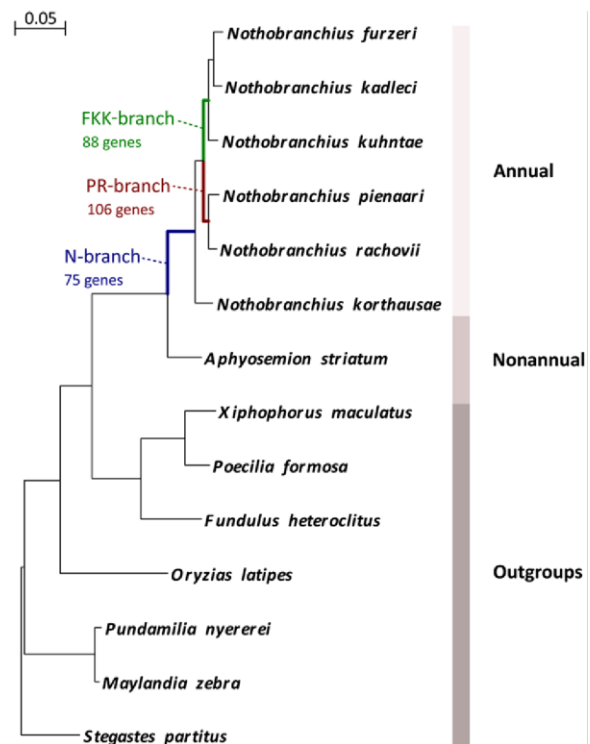 0.05
Nothobranchius furzeri
Nothobranchius kadleci
FKK-branch
88 genes
Nothobranchius kuhntae
Annual
PR-branch
106 genes
Nothobranchius pienaari
Nothobranchius rachovii
N-branch
75 genes
Nothobranchius korthausae
Aphyosemion striatum
Nonannual
Xiphophorus maculatus
Poecilia formosa
Fundulus heteroclitus
Oryzias latipes
Outgroups
Pundamilia nyererei
Maylandia zebra
Stegastes partitus